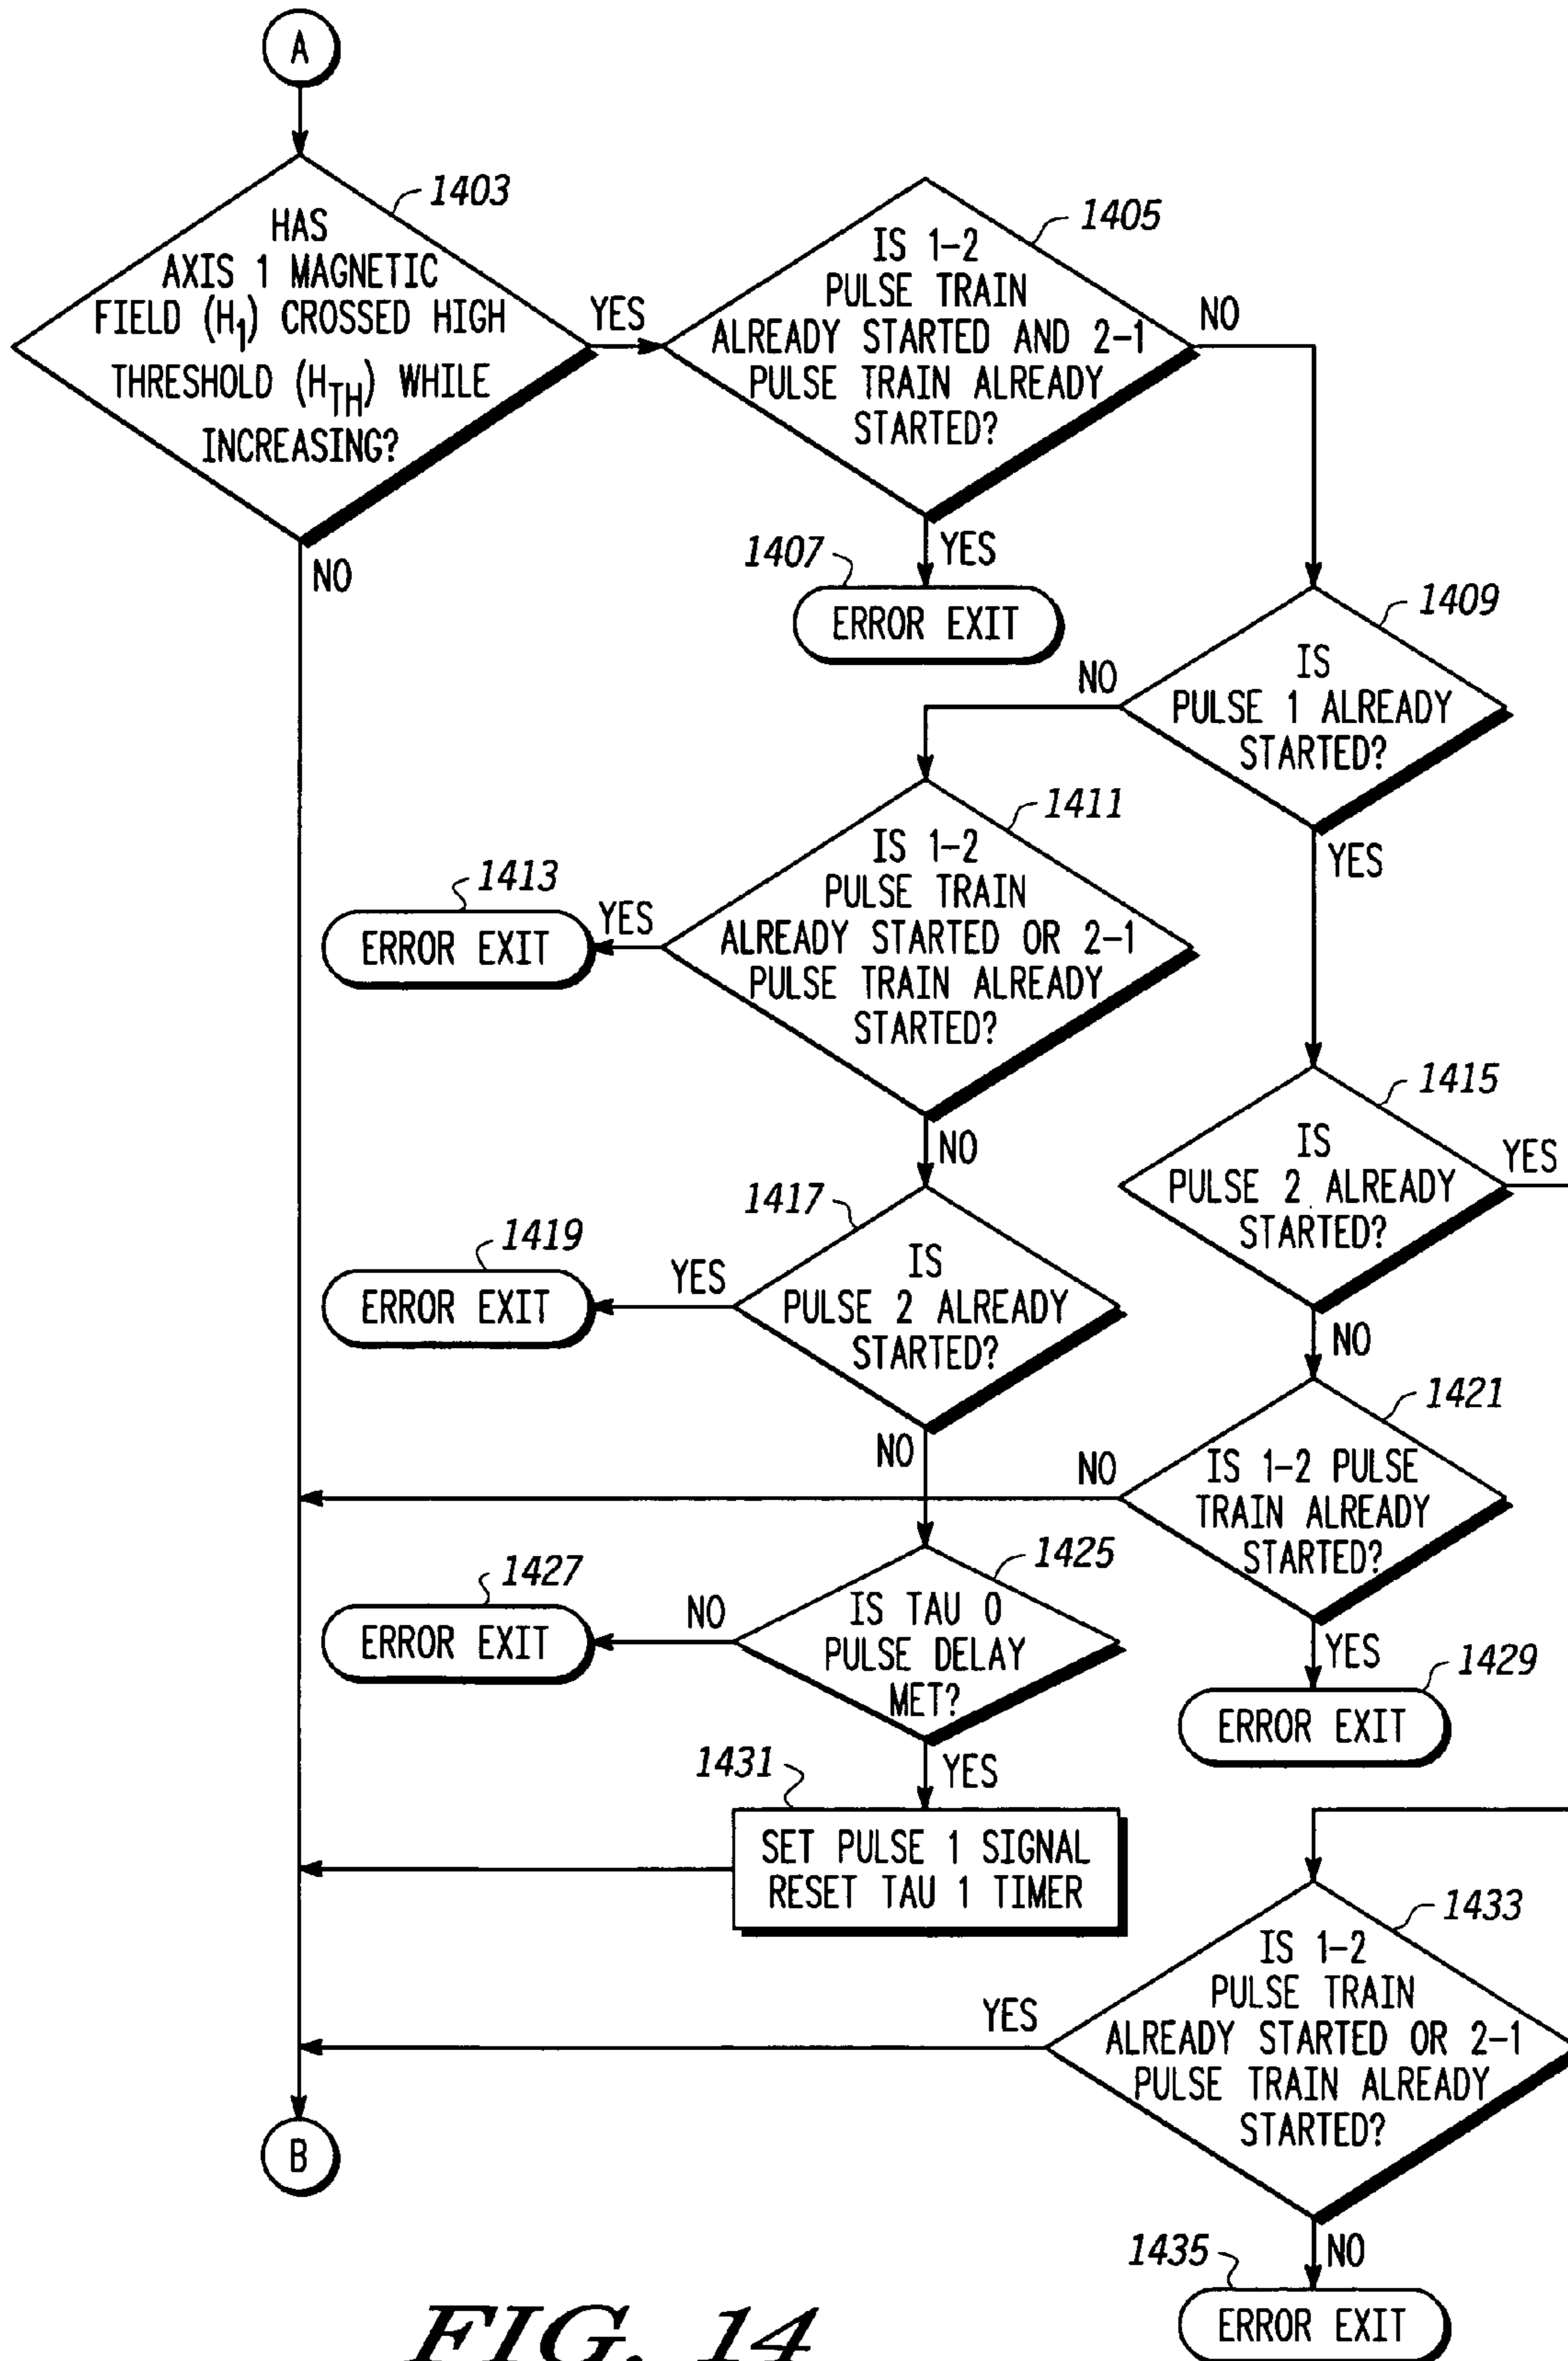 A
1403
HAS
AXIS 1 MAGNETIC
FIELD (H1) CROSSED HIGH
THRESHOLD (HTH) WHILE
INCREASING?
YES
NO
1405
IS 1-2
PULSE TRAIN
ALREADY STARTED AND 2-1
PULSE TRAIN ALREADY
STARTED?
NO
YES
1407
ERROR EXIT
1409
IS
PULSE 1 ALREADY
STARTED?
NO
YES
1411
IS 1-2
PULSE TRAIN
ALREADY STARTED OR 2-1
PULSE TRAIN ALREADY
STARTED?
YES
1413
ERROR EXIT
NO
1415
IS
PULSE 2 ALREADY
STARTED?
YES
NO
1417
IS
PULSE 2 ALREADY
STARTED?
YES
1419
ERROR EXIT
NO
1421
IS 1-2 PULSE
TRAIN ALREADY
STARTED?
NO
YES
1425
IS TAU 0
PULSE DELAY
MET?
NO
1427
ERROR EXIT
YES
1429
ERROR EXIT
1431
SET PULSE 1 SIGNAL
RESET TAU 1 TIMER
1433
IS 1-2
PULSE TRAIN
ALREADY STARTED OR 2-1
PULSE TRAIN ALREADY
STARTED?
YES
B
NO
1435
ERROR EXIT
FIG. 14